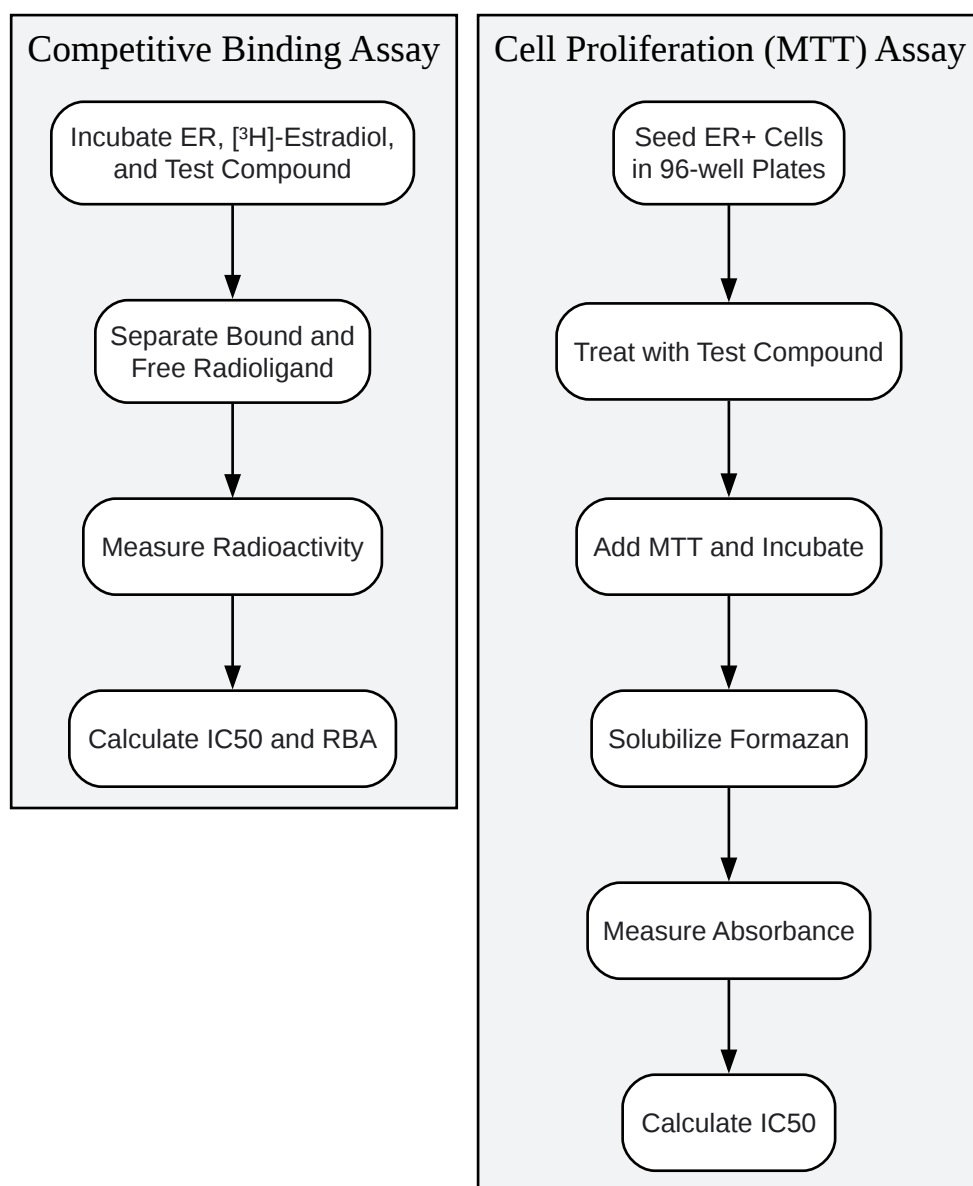 Competitive Binding Assay
Incubate ER, [³H]-Estradiol,
and Test Compound
Separate Bound and
Free Radioligand
Measure Radioactivity
Calculate IC50 and RBA
Cell Proliferation (MTT) Assay
Seed ER+ Cells
in 96-well Plates
Treat with Test Compound
Add MTT and Incubate
Solubilize Formazan
Measure Absorbance
Calculate IC50